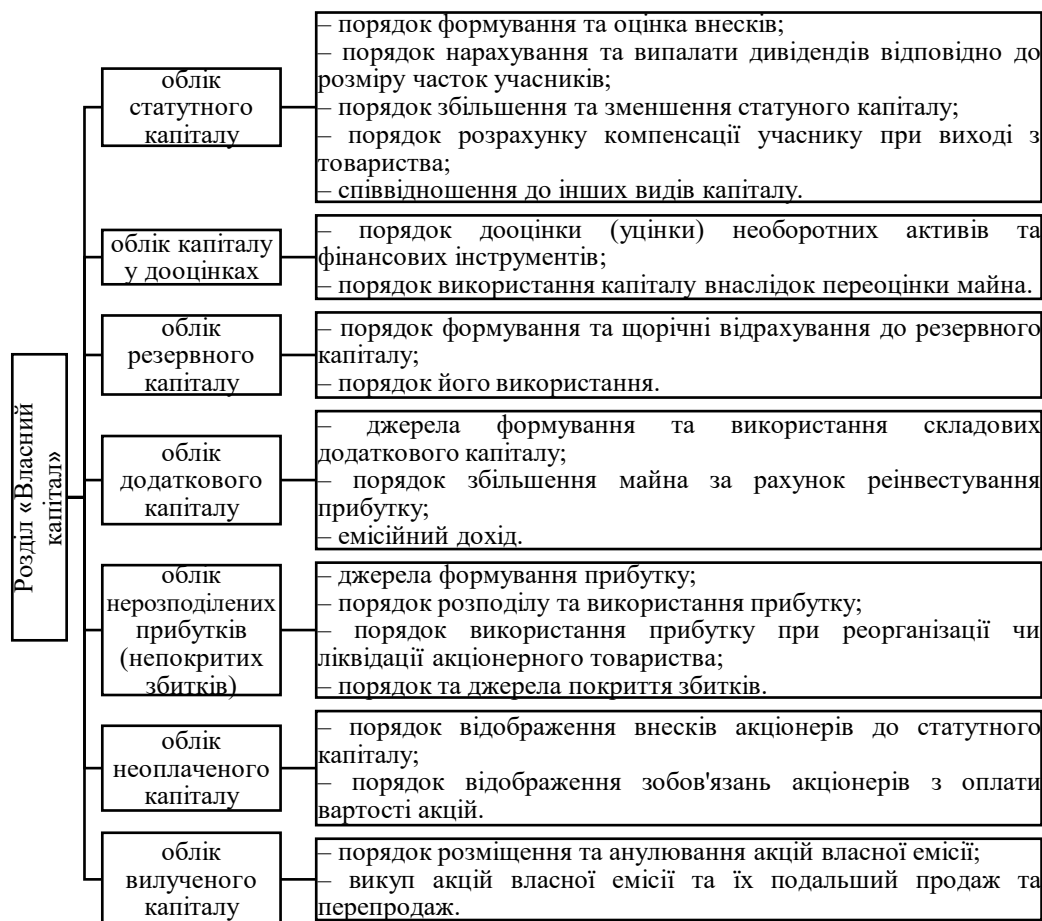 Розділ «Власний
капітал»
облік
статутного
капіталу
– порядок формування та оцінка внесків;
– порядок нарахування та випалати дивідендів відповідно до
розміру часток учасників;
– порядок збільшення та зменшення статуного капіталу;
– порядок розрахунку компенсації учаснику при виході з
товариства;
– співвідношення до інших видів капіталу.
облік капіталу
у дооцінках
– порядок дооцінки (уцінки) необоротних активів та
фінансових інструментів;
– порядок використання капіталу внаслідок переоцінки майна.
облік
резервного
капіталу
– порядок формування та щорічні відрахування до резервного
капіталу;
– порядок його використання.
облік
додаткового
капіталу
– джерела формування та використання складових
додаткового капіталу;
– порядок збільшення майна за рахунок реінвестування
прибутку;
– емісійний дохід.
облік
нерозподілених
прибутків
(непокритих
збитків)
– джерела формування прибутку;
– порядок розподілу та використання прибутку;
– порядок використання прибутку при реорганізації чи
ліквідації акціонерного товариства;
– порядок та джерела покриття збитків.
облік
неоплаченого
капіталу
– порядок відображення внесків акціонерів до статутного
капіталу;
– порядок відображення зобов'язань акціонерів з оплати
вартості акцій.
облік
вилученого
капіталу
– порядок розміщення та анулювання акцій власної емісії;
– викуп акцій власної емісії та їх подальший продаж та
перепродаж.